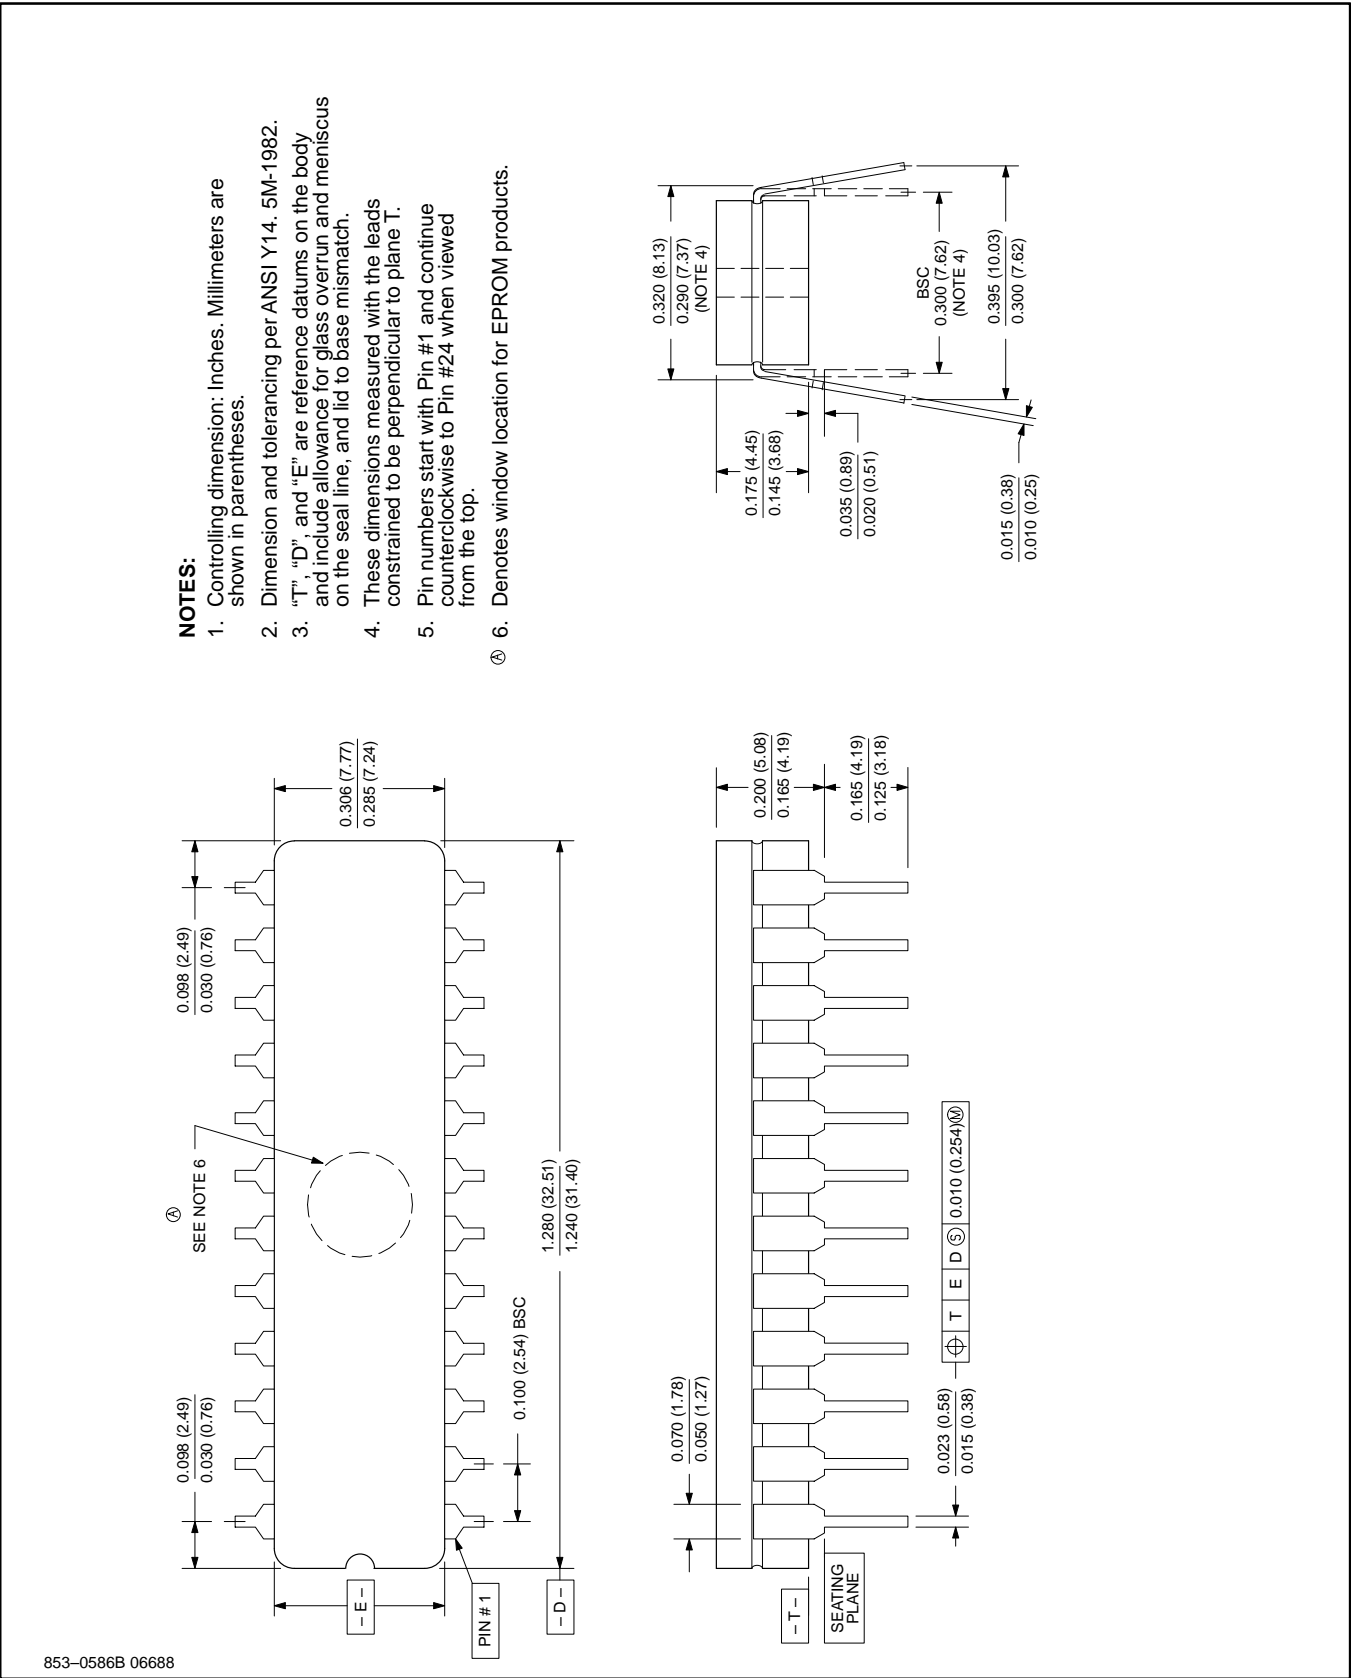 NOTES:
1. Controlling dimension: Inches. Millimeters are
shown in parentheses.
2. Dimension and tolerancing per ANSI Y14. 5M-1982.
3. “T”, “D”, and “E” are reference datums on the body
and include allowance for glass overrun and meniscus
on the seal line, and lid to base mismatch.
4. These dimensions measured with the leads
constrained to be perpendicular to plane T.
5. Pin numbers start with Pin #1 and continue
counterclockwise to Pin #24 when viewed
from the top.
Ⓐ 6. Denotes window location for EPROM products.
Ⓐ
SEE NOTE 6
0.098 (2.49)
0.030 (0.76)
0.098 (2.49)
0.030 (0.76)
0.306 (7.77)
0.285 (7.24)
– E –
PIN # 1
0.100 (2.54) BSC
– D –
1.280 (32.51)
1.240 (31.40)
0.070 (1.78)
0.050 (1.27)
0.200 (5.08)
0.165 (4.19)
0.165 (4.19)
0.125 (3.18)
– T –
SEATING
PLANE
0.023 (0.58)
0.015 (0.38)
⌖ T E D Ⓢ 0.010 (0.254) Ⓜ
0.320 (8.13)
0.290 (7.37)
(NOTE 4)
0.175 (4.45)
0.145 (3.68)
0.035 (0.89)
0.020 (0.51)
BSC
0.300 (7.62)
(NOTE 4)
0.395 (10.03)
0.300 (7.62)
0.015 (0.38)
0.010 (0.25)
853–0586B 06688